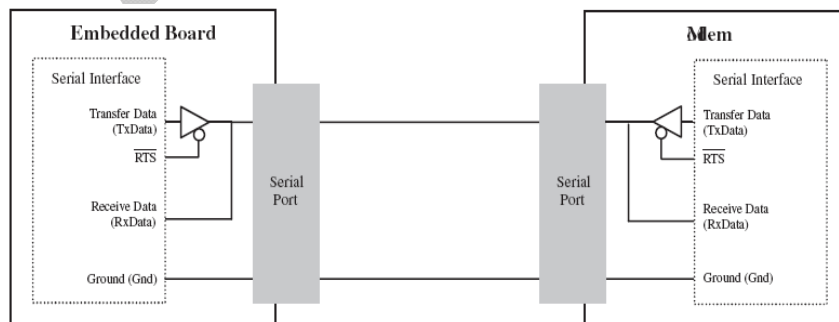 Embedded Board
Serial Interface
Transfer Data
(TxData)
RTS
Receive Data
(RxData)
Ground (Gnd)
Serial
Port
Serial
Port
Serial Interface
Transfer Data
(TxData)
RTS
Receive Data
(RxData)
Ground (Gnd)